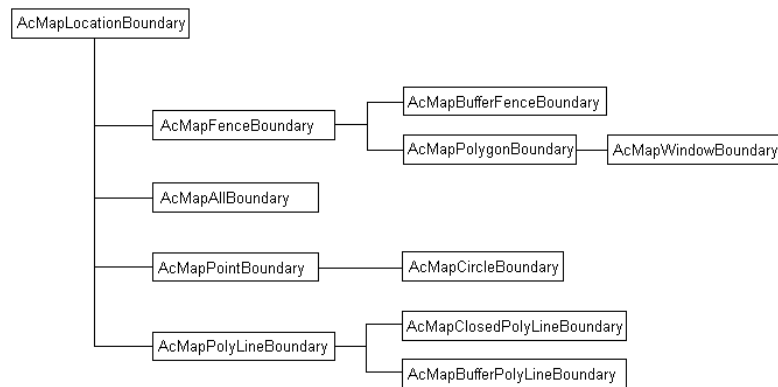 AcMapLocationBoundary
AcMapFenceBoundary
AcMapBufferFenceBoundary
AcMapPolygonBoundary
AcMapWindowBoundary
AcMapAllBoundary
AcMapPointBoundary
AcMapCircleBoundary
AcMapPolyLineBoundary
AcMapClosedPolyLineBoundary
AcMapBufferPolyLineBoundary